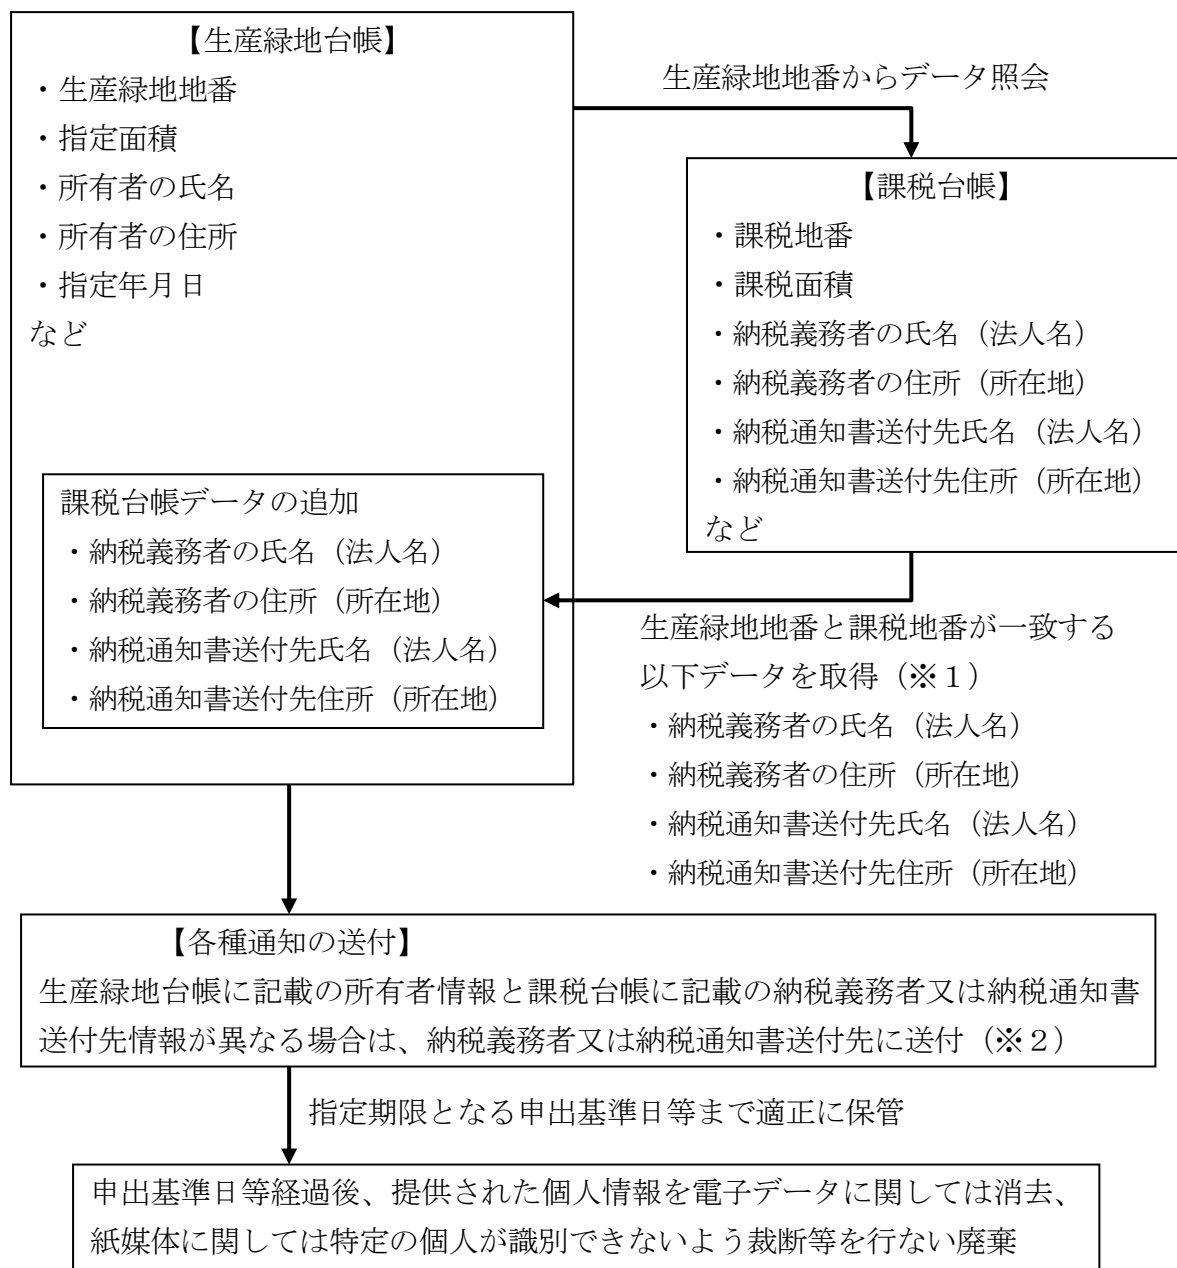 【生産緑地台帳】
・生産緑地地番
・指定面積
・所有者の氏名
・所有者の住所
・指定年月日
など
生産緑地地番からデータ照会
【課税台帳】
・課税地番
・課税面積
・納税義務者の氏名（法人名）
・納税義務者の住所（所在地）
・納税通知書送付先氏名（法人名）
・納税通知書送付先住所（所在地）
など
課税台帳データの追加
・納税義務者の氏名（法人名）
・納税義務者の住所（所在地）
・納税通知書送付先氏名（法人名）
・納税通知書送付先住所（所在地）
生産緑地地番と課税地番が一致する
以下データを取得（※１）
・納税義務者の氏名（法人名）
・納税義務者の住所（所在地）
・納税通知書送付先氏名（法人名）
・納税通知書送付先住所（所在地）
【各種通知の送付】
生産緑地台帳に記載の所有者情報と課税台帳に記載の納税義務者又は納税通知書
送付先情報が異なる場合は、納税義務者又は納税通知書送付先に送付（※２）
指定期限となる申出基準日等まで適正に保管
申出基準日等経過後、提供された個人情報を電子データに関しては消去、
紙媒体に関しては特定の個人が識別できないよう裁断等を行ない廃棄